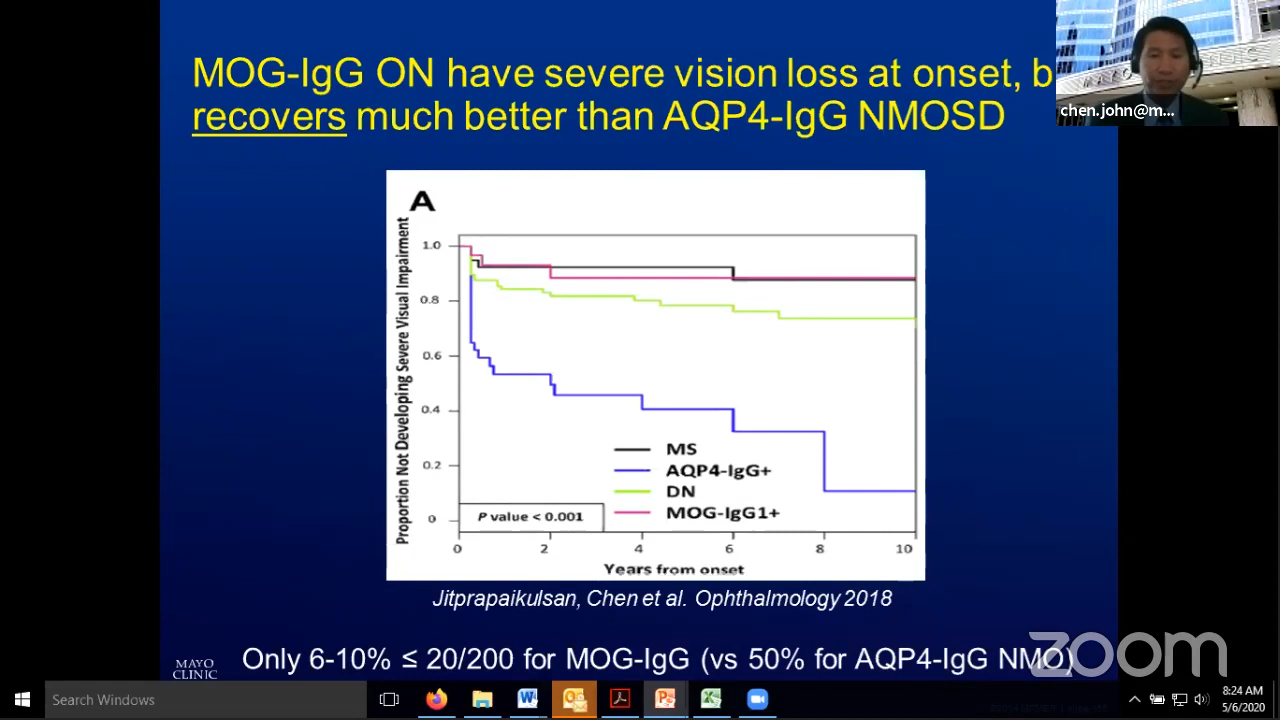 MOG-IgG ON have severe vision loss at onset, b
recovers much better than AQP4-IgG NMOSD
chen.john@m...
A
Proportion Not Developing Severe Visual Impairment
1.0
0.8
0.6
0.4
0.2
0
MS
AQP4-IgG+
DN
MOG-IgG1+
P value < 0.001
0 2 4 6 8 10
Years from onset
Jitprapaikulsan, Chen et al. Ophthalmology 2018
Only 6-10% ≤ 20/200 for MOG-IgG (vs 50% for AQP4-IgG NMO)
MAYO
CLINIC
zoom
Search Windows
8:24 AM
5/6/2020